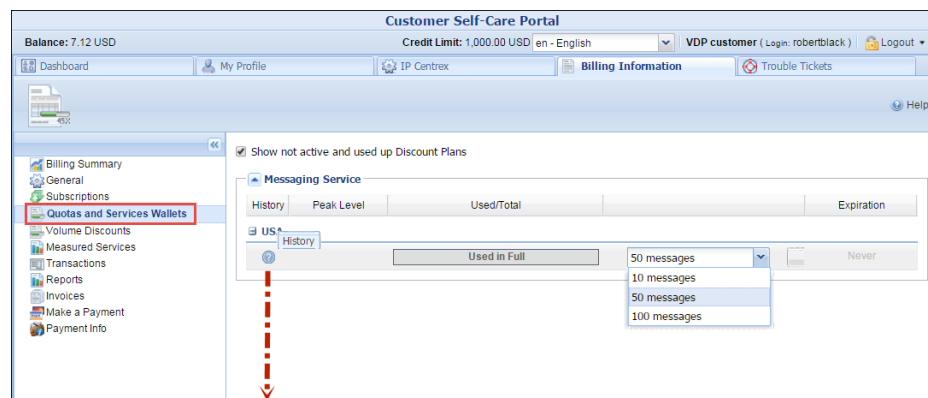 Customer Self-Care Portal
Balance: 7.12 USD Credit Limit: 1,000.00 USD en - English VDP customer ( Login: robertblack ) Logout
Dashboard My Profile IP Centrex Billing Information Trouble Tickets
Help
Billing Summary
General
Subscriptions
Quotas and Services Wallets
Volume Discounts
Measured Services
Transactions
Reports
Invoices
Make a Payment
Payment Info
Show not active and used up Discount Plans
Messaging Service
History Peak Level Used/Total Expiration
USA
History
Used in Full 50 messages Never
10 messages
50 messages
100 messages